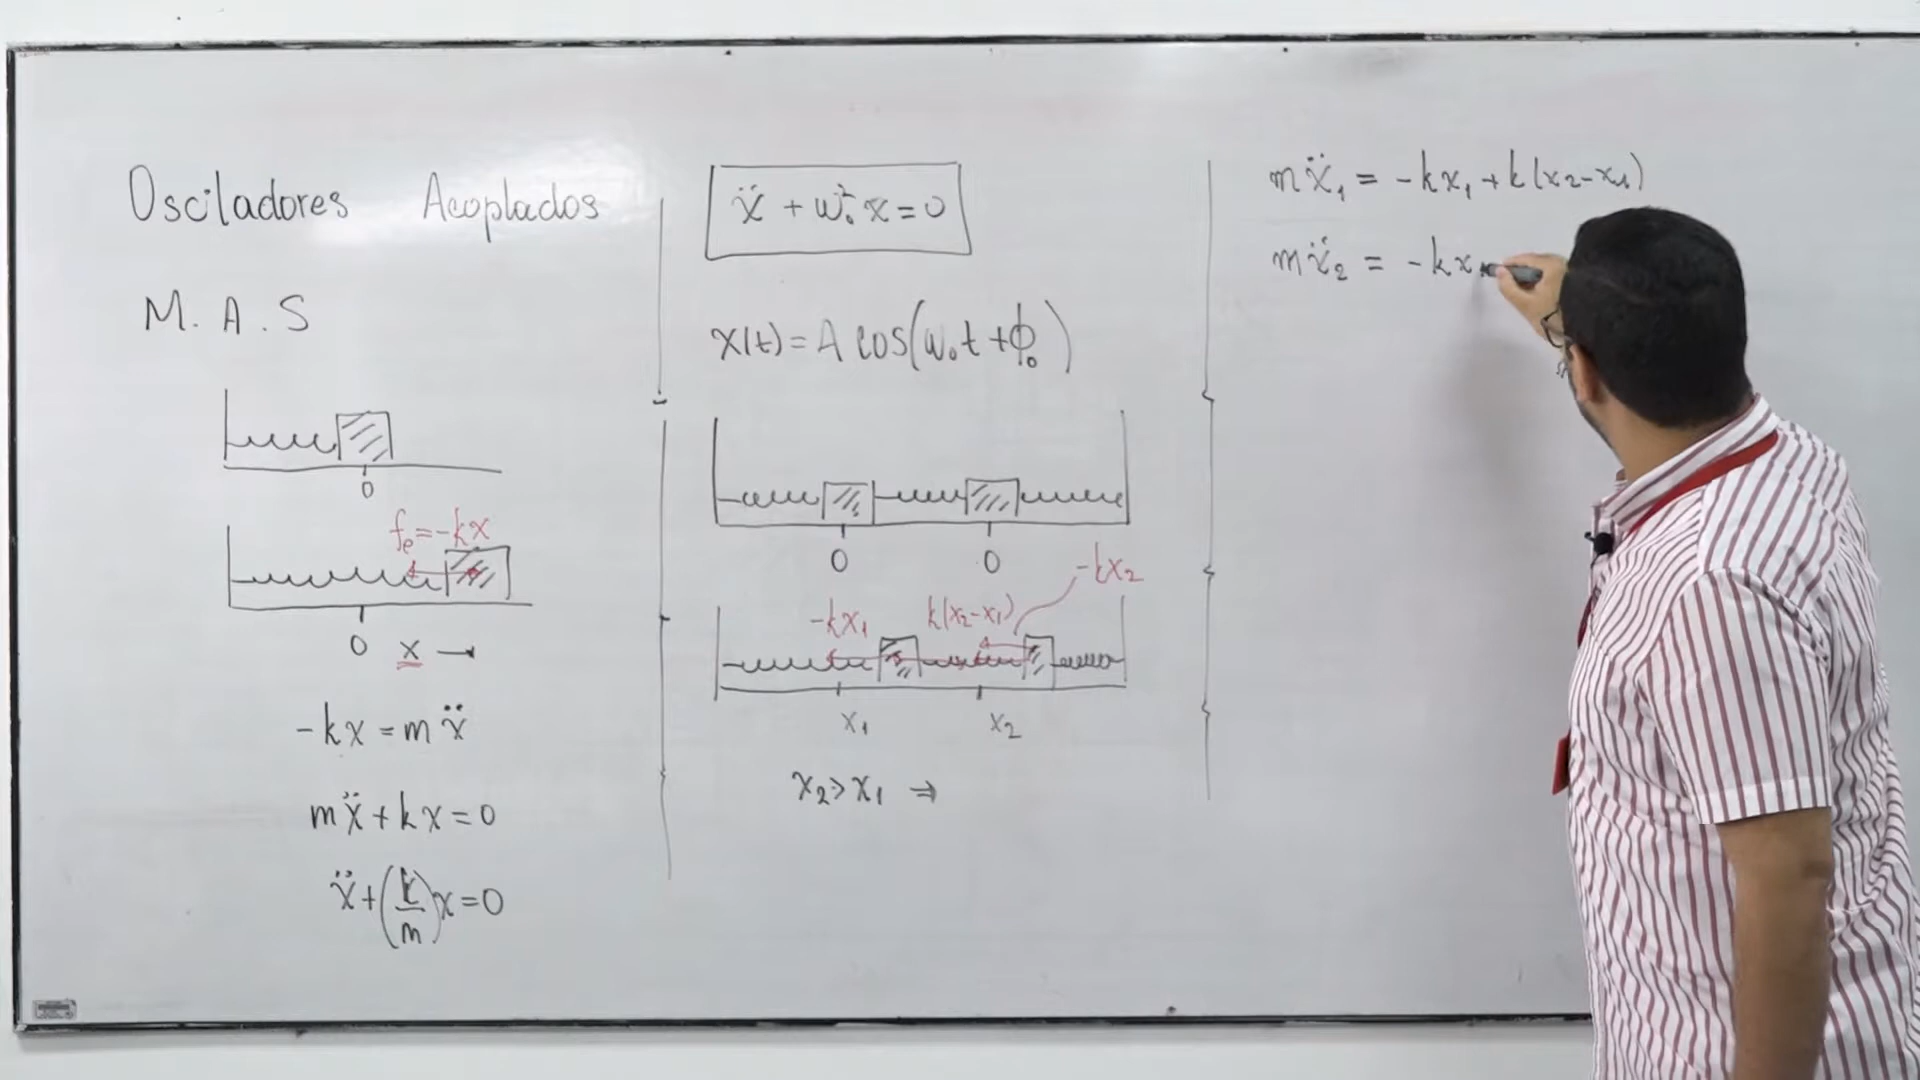 Osciladores Acoplados
M. A. S
0
fₑ = -kx
0 x →
-kx = mẍ
mẍ + kx = 0
ẍ + (k/m)x = 0
ẍ + ω₀² x = 0
x(t) = A cos(ω₀t + ϕ₀)
0 0
-kx₂
-kx₁ k(x₂-x₁)
x₁ x₂
x₂ > x₁ ⇒
mẍ₁ = -kx₁ + k(x₂-x₁)
mẍ₂ = -kx